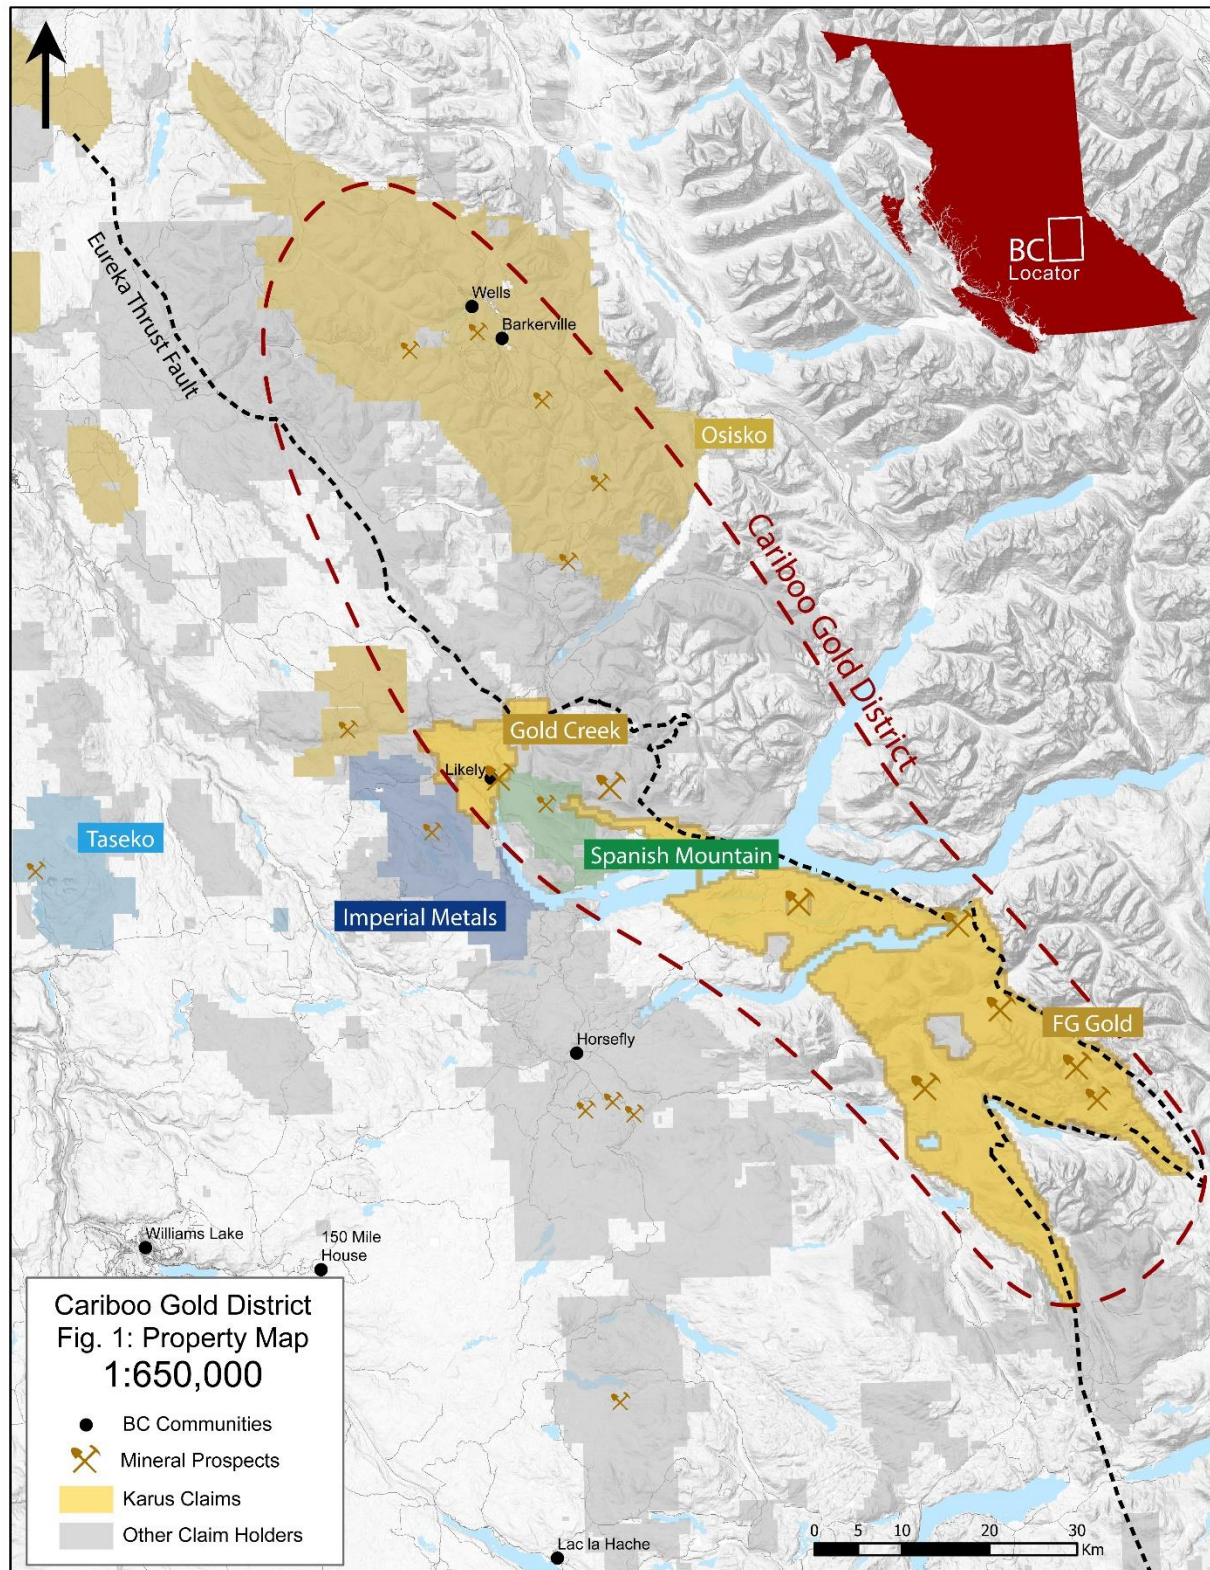 BC
Locator
Eureka Thrust Fault
Wells
Barkerville
Osisko
Cariboo Gold District
Gold Creek
Likely
Taseko
Spanish Mountain
Imperial Metals
FG Gold
Horsefly
Williams Lake
150 Mile
House
Cariboo Gold District
Fig. 1: Property Map
1:650,000
BC Communities
Mineral Prospects
Karus Claims
Other Claim Holders
Lac la Hache
0 5 10 20 30
Km